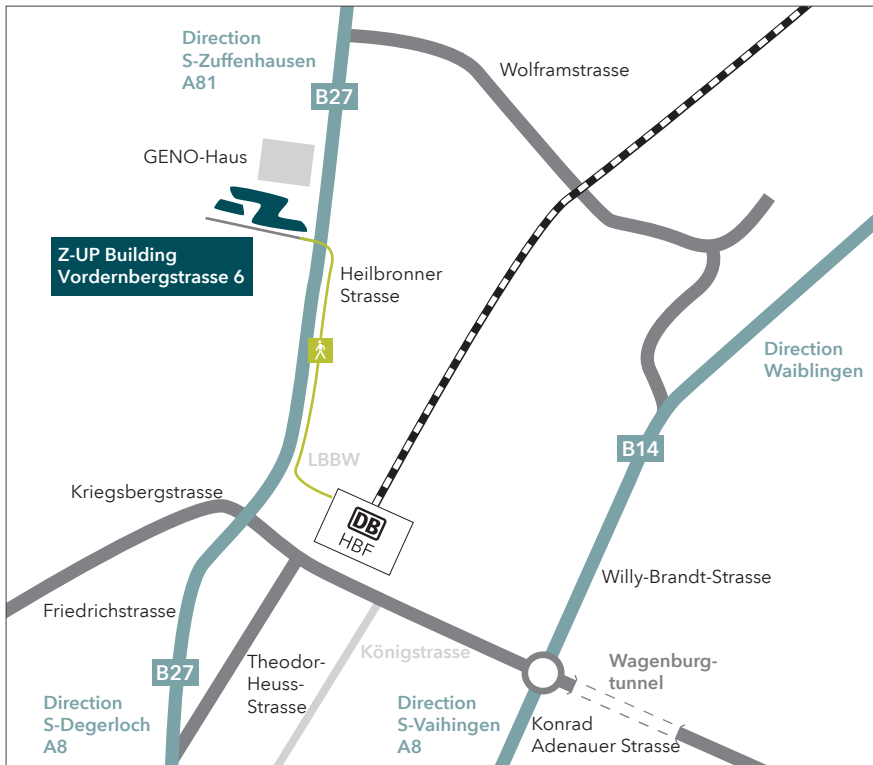 Direction
S-Zuffenhausen
A81
B27
Wolframstrasse
GENO-Haus
Z-UP Building
Vordernbergstrasse 6
Heilbronner
Strasse
Direction
Waiblingen
B14
LBBW
Kriegsbergstrasse
DB
HBF
Willy-Brandt-Strasse
Friedrichstrasse
Königstrasse
Theodor-
Heuss-
Strasse
Wagenburg-
tunnel
B27
Direction
S-Degerloch
A8
Direction
S-Vaihingen
A8
Konrad
Adenauer Strasse